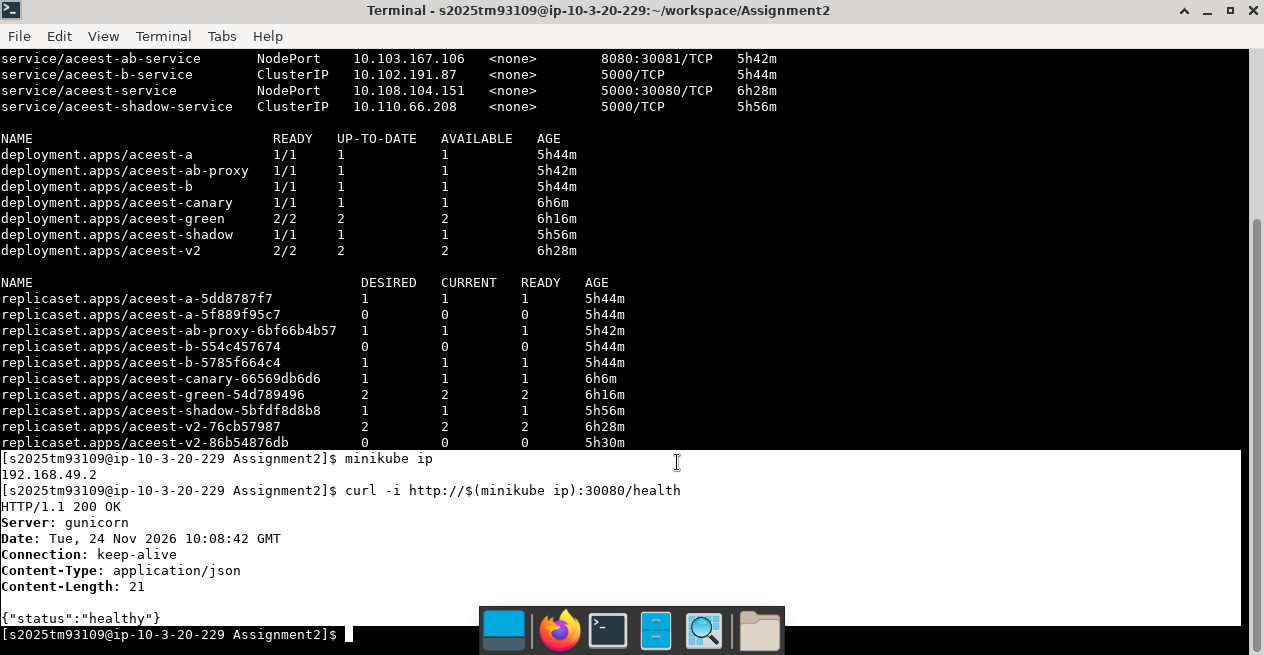 Terminal - s2025tm93109@ip-10-3-20-229:~/workspace/Assignment2
File Edit View Terminal Tabs Help
service/aceest-ab-service NodePort 10.103.167.106 <none> 8080:30081/TCP 5h42m
service/aceest-b-service ClusterIP 10.102.191.87 <none> 5000/TCP 5h44m
service/aceest-service NodePort 10.108.104.151 <none> 5000:30080/TCP 6h28m
service/aceest-shadow-service ClusterIP 10.110.66.208 <none> 5000/TCP 5h56m
NAME READY UP-TO-DATE AVAILABLE AGE
deployment.apps/aceest-a 1/1 1 1 5h44m
deployment.apps/aceest-ab-proxy 1/1 1 1 5h42m
deployment.apps/aceest-b 1/1 1 1 5h44m
deployment.apps/aceest-canary 1/1 1 1 6h6m
deployment.apps/aceest-green 2/2 2 2 6h16m
deployment.apps/aceest-shadow 1/1 1 1 5h56m
deployment.apps/aceest-v2 2/2 2 2 6h28m
NAME DESIRED CURRENT READY AGE
replicaset.apps/aceest-a-5dd8787f7 1 1 1 5h44m
replicaset.apps/aceest-a-5f889f95c7 0 0 0 5h44m
replicaset.apps/aceest-ab-proxy-6bf66b4b57 1 1 1 5h42m
replicaset.apps/aceest-b-554c457674 0 0 0 5h44m
replicaset.apps/aceest-b-5785f664c4 1 1 1 5h44m
replicaset.apps/aceest-canary-66569db6d6 1 1 1 6h6m
replicaset.apps/aceest-green-54d789496 2 2 2 6h16m
replicaset.apps/aceest-shadow-5bfdf8d8b8 1 1 1 5h56m
replicaset.apps/aceest-v2-76cb57987 2 2 2 6h28m
replicaset.apps/aceest-v2-86b54876db 0 0 0 5h30m
[s2025tm93109@ip-10-3-20-229 Assignment2]$ minikube ip
192.168.49.2
[s2025tm93109@ip-10-3-20-229 Assignment2]$ curl -i http://$(minikube ip):30080/health
HTTP/1.1 200 OK
Server: gunicorn
Date: Tue, 24 Nov 2026 10:08:42 GMT
Connection: keep-alive
Content-Type: application/json
Content-Length: 21
{"status":"healthy"}
[s2025tm93109@ip-10-3-20-229 Assignment2]$